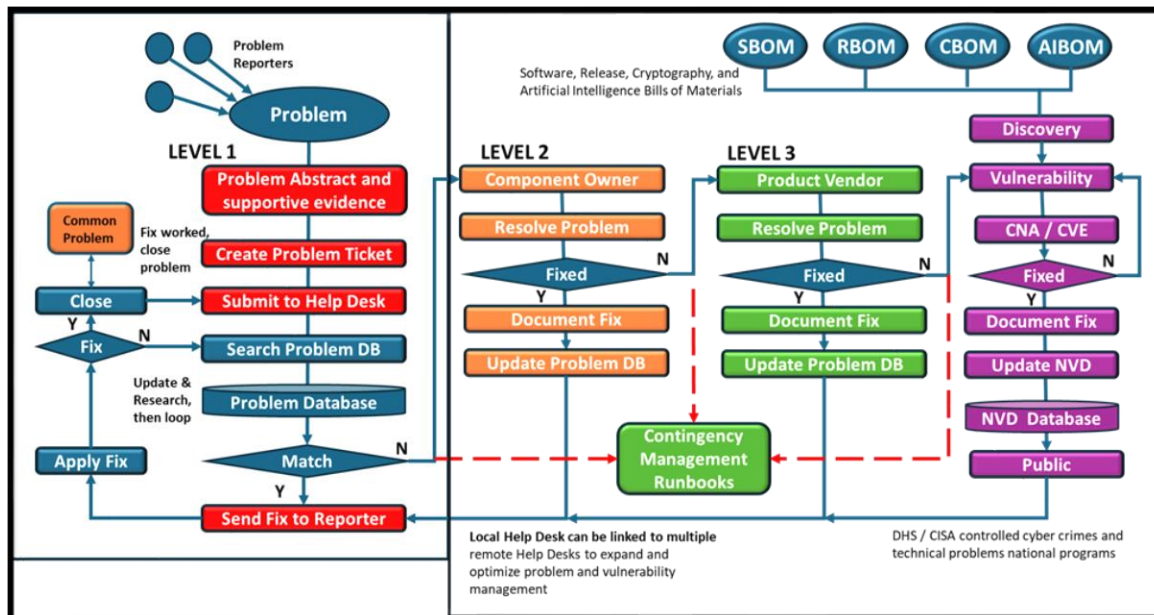 Problem
Reporters
Problem
LEVEL 1
Problem Abstract and
supportive evidence
Common
Problem
Fix worked,
close
problem
Create Problem Ticket
Close
Submit to Help Desk
Y
Fix
N
Search Problem DB
Update &
Research,
then loop
Problem Database
Apply Fix
Match
N
Y
Send Fix to Reporter
SBOM
RBOM
CBOM
AIBOM
Software, Release, Cryptography, and
Artificial Intelligence Bills of Materials
LEVEL 2
Component Owner
Resolve Problem
Fixed
N
Y
Document Fix
Update Problem DB
LEVEL 3
Product Vendor
Resolve Problem
Fixed
N
Y
Document Fix
Update Problem DB
Discovery
Vulnerability
CNA / CVE
Fixed
N
Y
Document Fix
Update NVD
NVD Database
Public
Contingency
Management
Runbooks
Local Help Desk can be linked to multiple
remote Help Desks to expand and
optimize problem and vulnerability
management
DHS / CISA controlled cyber crimes and
technical problems national programs